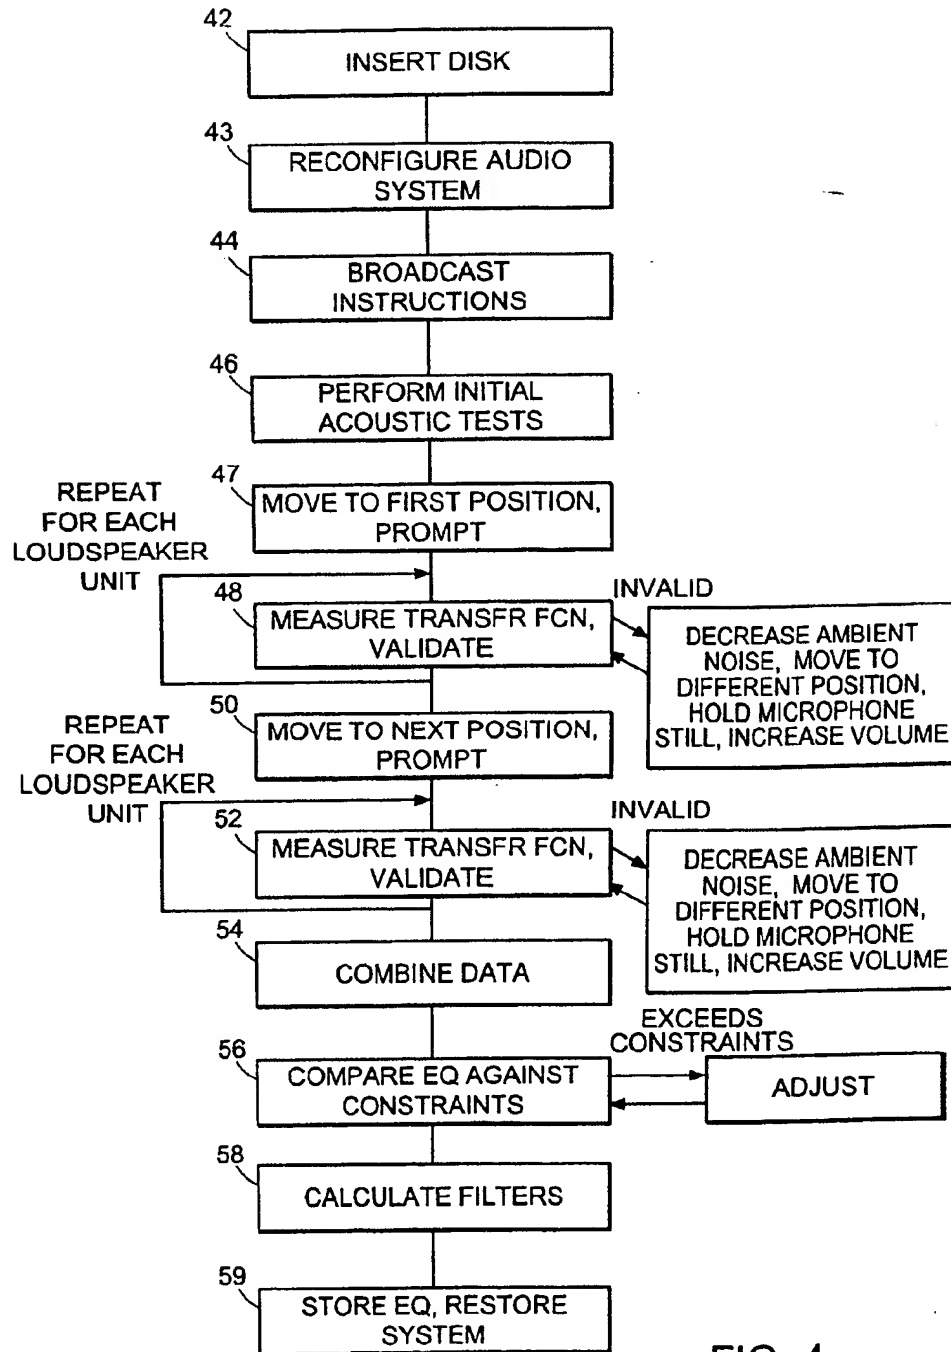 42
INSERT DISK
43
RECONFIGURE AUDIO
SYSTEM
44
BROADCAST
INSTRUCTIONS
46
PERFORM INITIAL
ACOUSTIC TESTS
47
MOVE TO FIRST POSITION,
PROMPT
REPEAT
FOR EACH
LOUDSPEAKER
UNIT
48
MEASURE TRANSFR FCN,
VALIDATE
INVALID
DECREASE AMBIENT
NOISE, MOVE TO
DIFFERENT POSITION,
HOLD MICROPHONE
STILL, INCREASE VOLUME
50
MOVE TO NEXT POSITION,
PROMPT
REPEAT
FOR EACH
LOUDSPEAKER
UNIT
52
MEASURE TRANSFR FCN,
VALIDATE
INVALID
DECREASE AMBIENT
NOISE, MOVE TO
DIFFERENT POSITION,
HOLD MICROPHONE
STILL, INCREASE VOLUME
54
COMBINE DATA
56
COMPARE EQ AGAINST
CONSTRAINTS
EXCEEDS
CONSTRAINTS
ADJUST
58
CALCULATE FILTERS
59
STORE EQ, RESTORE
SYSTEM
FIG. 4